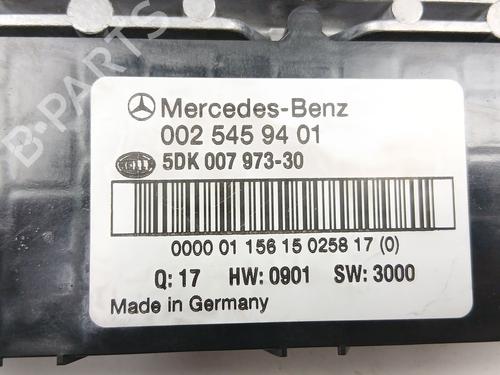 B-PARTS
Mercedes-Benz
002 545 94 01
HELLA 5DK 007 973-30
0000 01 156 15 0258 17 (0)
Q: 17 HW: 0901 SW: 3000
Made in Germany